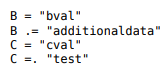 B = "bval"
B .= "additionaldata"
C = "cval"
C =. "test"